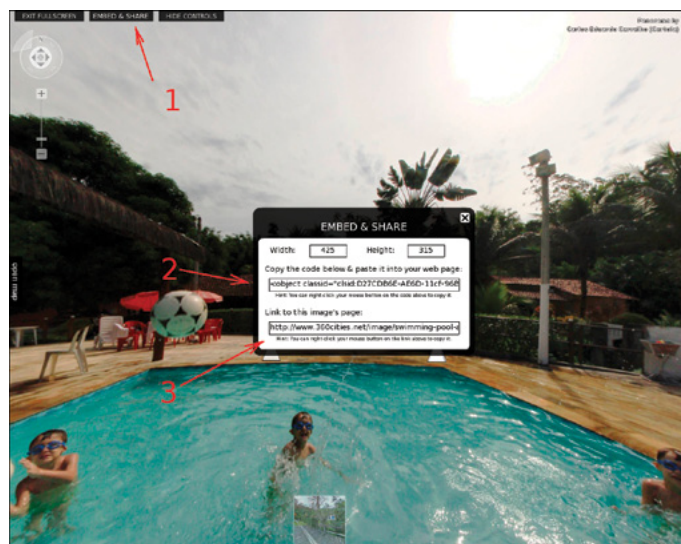 EXIT FULLSCREEN
EMBED & SHARE
HIDE CONTROLS
Panorama by
Carlos Eduardo Carvalho (Cartola)
1
open map
EMBED & SHARE
Width: 425 Height: 315
Copy the code below & paste it into your web page:
2
<object classid="clsid:D27CDB6E-AE6D-11cf-96B
Hint: You can right-click your mouse button on the code above to copy it.
Link to this image's page:
http://www.360cities.net/image/swimming-pool-
Hint: You can right-click your mouse button on the link above to copy it.
3